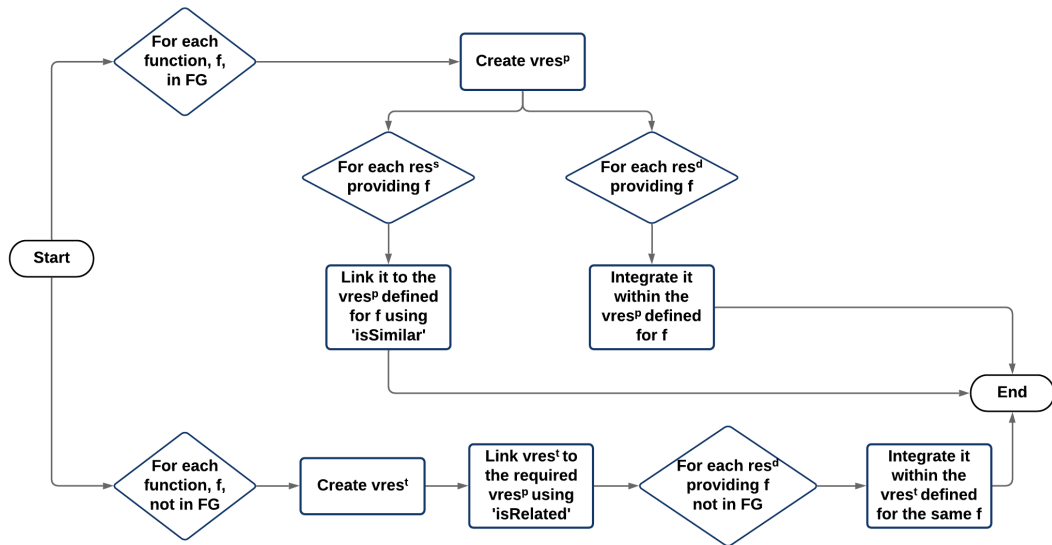 For each
function, f,
in FG
Create vresᵖ
For each resˢ
providing f
For each resᵈ
providing f
Start
Link it to the
vresᵖ defined
for f using
'isSimilar'
Integrate it
within the
vresᵖ defined
for f
End
For each
function, f,
not in FG
Create vresᵗ
Link vresᵗ to
the required
vresᵖ using
'isRelated'
For each resᵈ
providing f
not in FG
Integrate it
within the
vresᵗ defined
for the same f